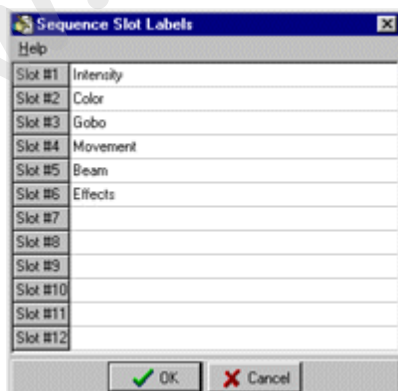 Sequence Slot Labels
Help
Slot #1 Intensity
Slot #2 Color
Slot #3 Gobo
Slot #4 Movement
Slot #5 Beam
Slot #6 Effects
Slot #7
Slot #8
Slot #9
Slot #10
Slot #11
Slot #12
OK Cancel